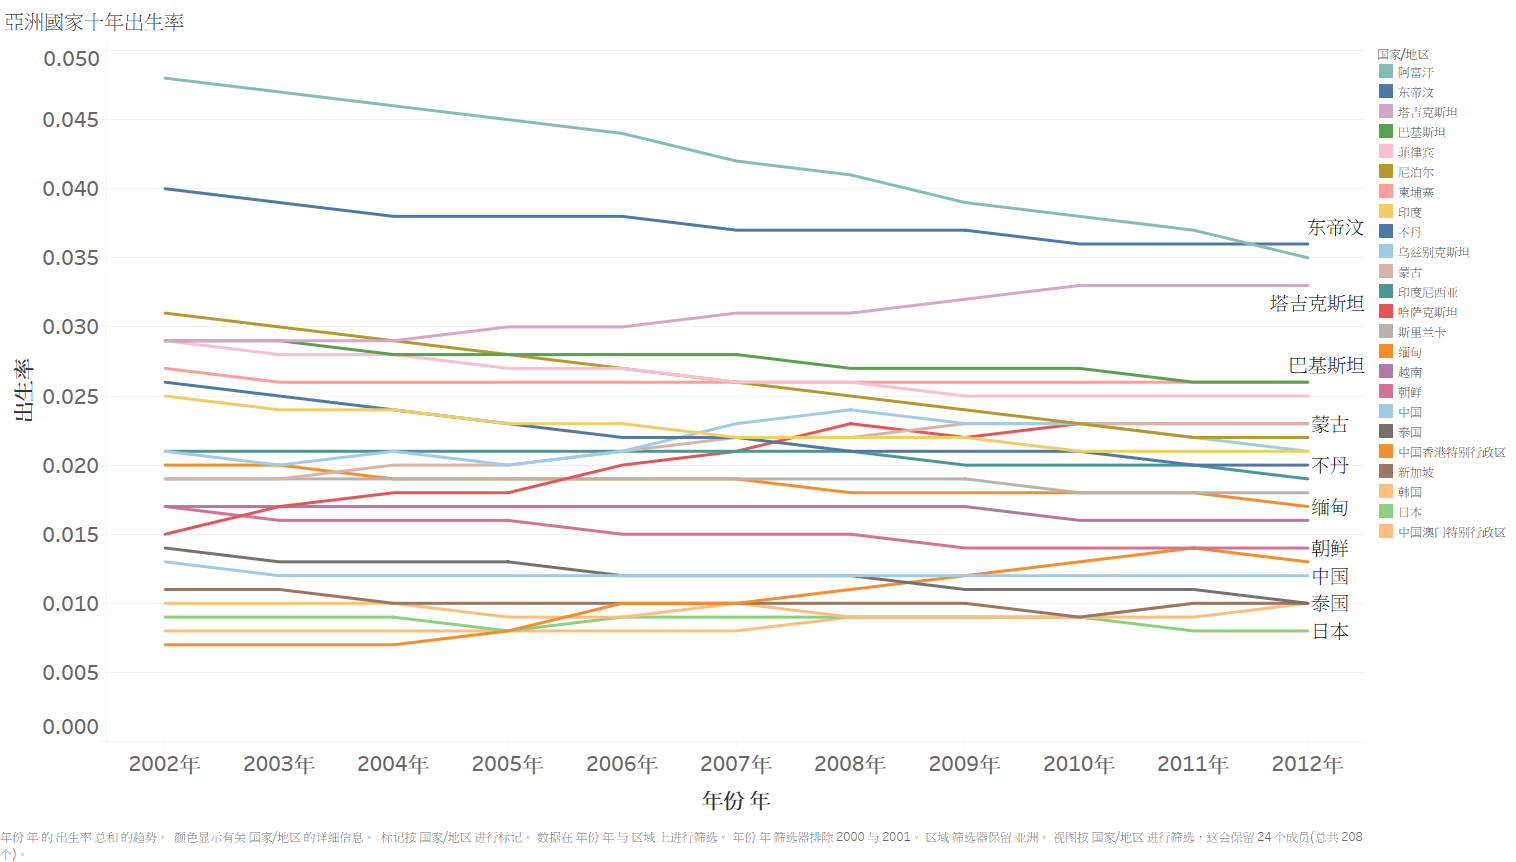 亞洲國家十年出生率
国家/地区
阿富汗
东帝汶
塔吉克斯坦
巴基斯坦
菲律宾
尼泊尔
柬埔寨
印度
不丹
乌兹别克斯坦
蒙古
印度尼西亚
哈萨克斯坦
斯里兰卡
缅甸
越南
朝鲜
中国
泰国
中国香港特别行政区
新加坡
韩国
日本
中国澳门特别行政区
0.050
0.045
0.040
0.035
0.030
0.025
0.020
0.015
0.010
0.005
0.000
出生率
东帝汶
塔吉克斯坦
巴基斯坦
蒙古
不丹
缅甸
朝鲜
中国
泰国
日本
2002年 2003年 2004年 2005年 2006年 2007年 2008年 2009年 2010年 2011年 2012年
年份 年
年份 年 的 出生率 总和 的趋势。 颜色显示有关 国家/地区 的详细信息。 标记按 国家/地区 进行标记。 数据在 年份 年 与 区域 上进行筛选。 年份 年 筛选器排除 2000 与 2001。 区域 筛选器保留 亚洲。 视图按 国家/地区 进行筛选，这会保留 24 个成员(总共 208
个)。